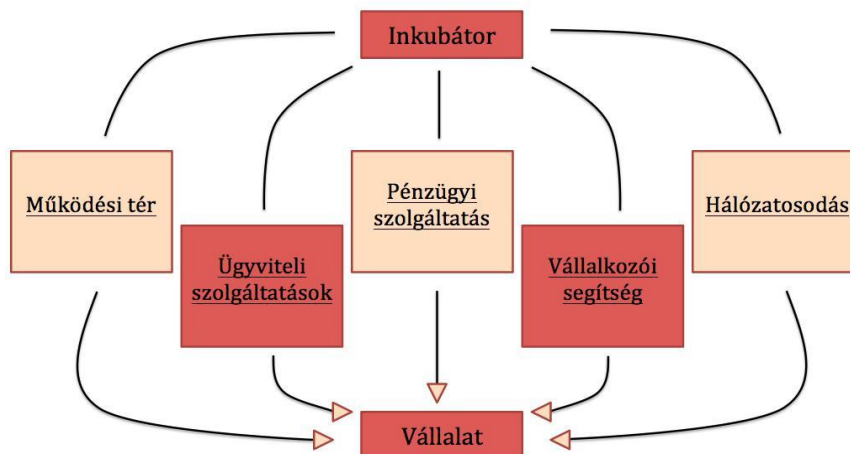 Inkubátor
Működési tér
Ügyviteli
szolgáltatások
Pénzügyi
szolgáltatás
Vállalkozói
segítség
Hálózatosodás
Vállalat